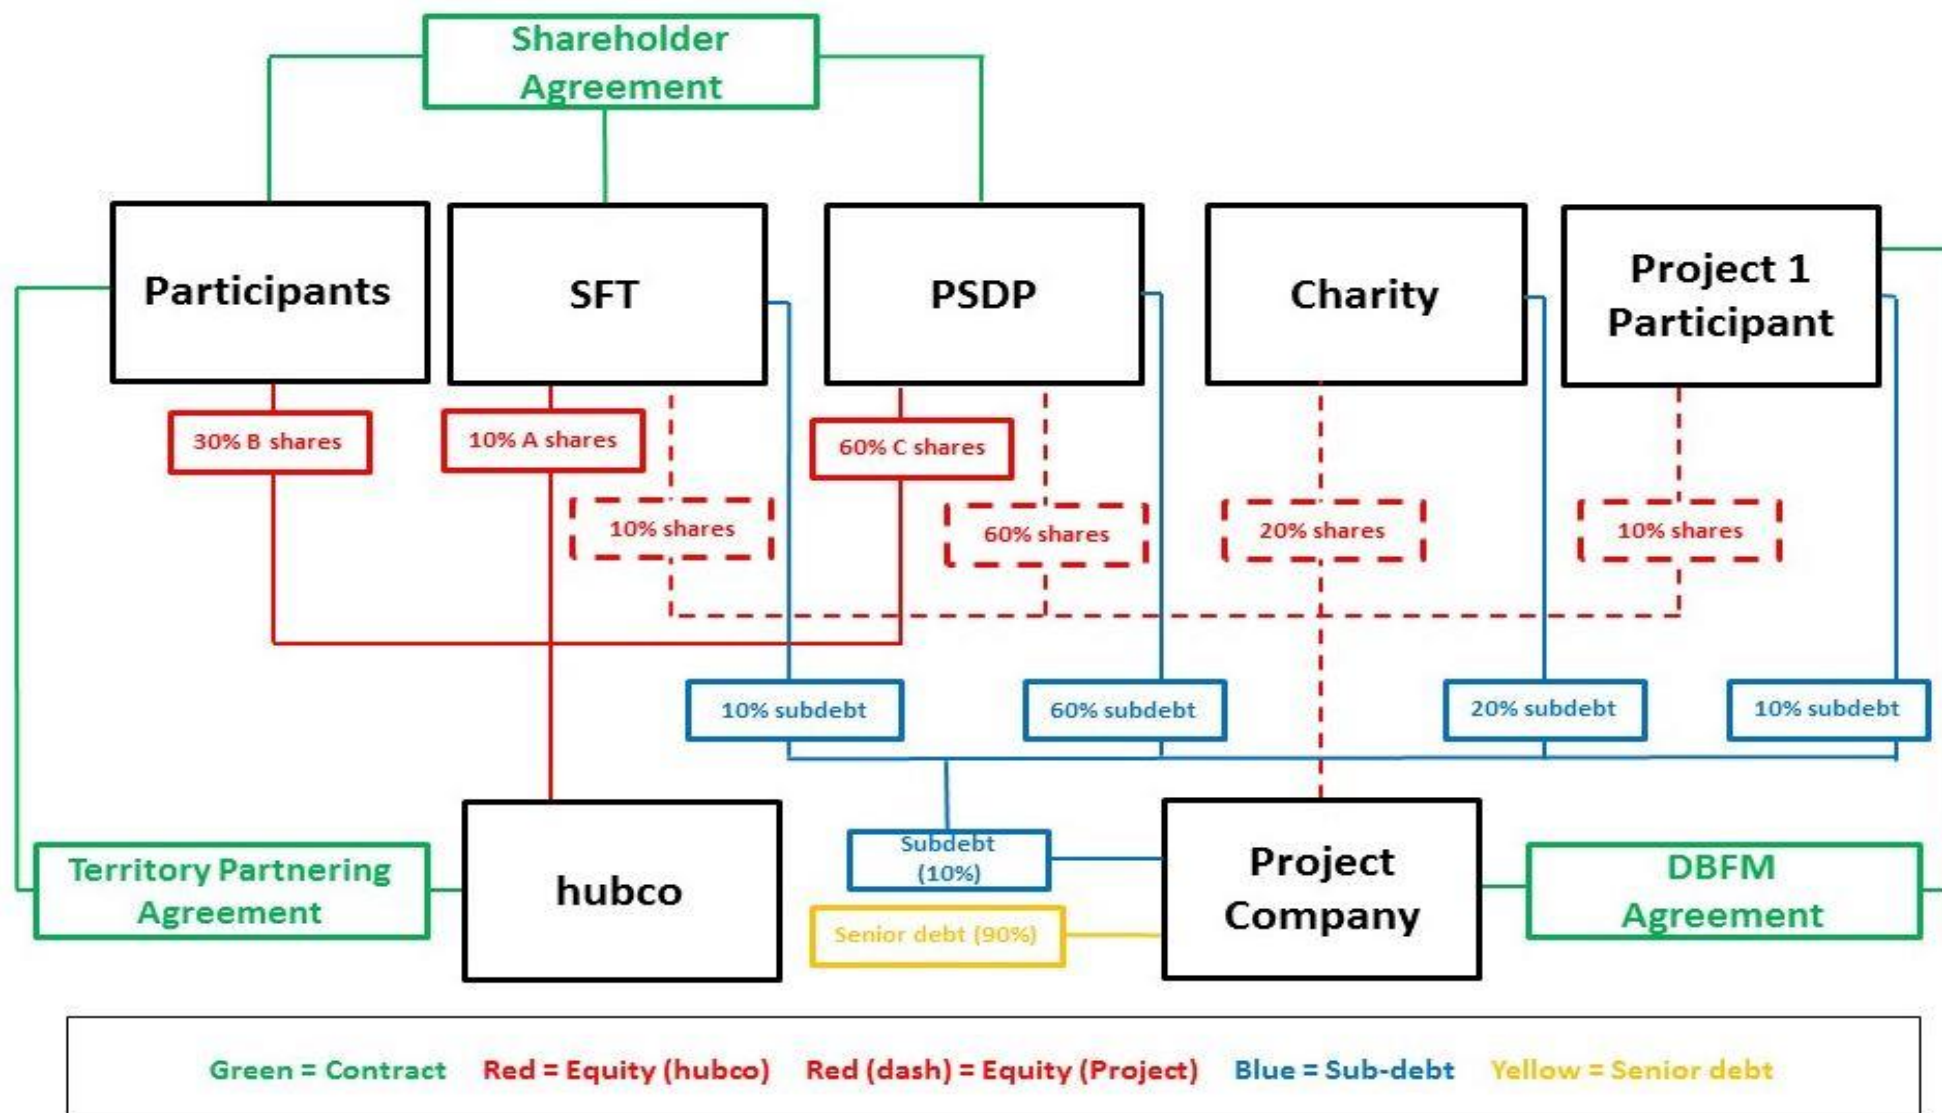 Shareholder
Agreement
Participants
SFT
PSDP
Charity
Project 1
Participant
30% B shares
10% A shares
60% C shares
10% shares
60% shares
20% shares
10% shares
10% subdebt
60% subdebt
20% subdebt
10% subdebt
Territory Partnering
Agreement
hubco
Subdebt
(10%)
Senior debt (90%)
Project
Company
DBFM
Agreement
Green = Contract Red = Equity (hubco) Red (dash) = Equity (Project) Blue = Sub-debt Yellow = Senior debt